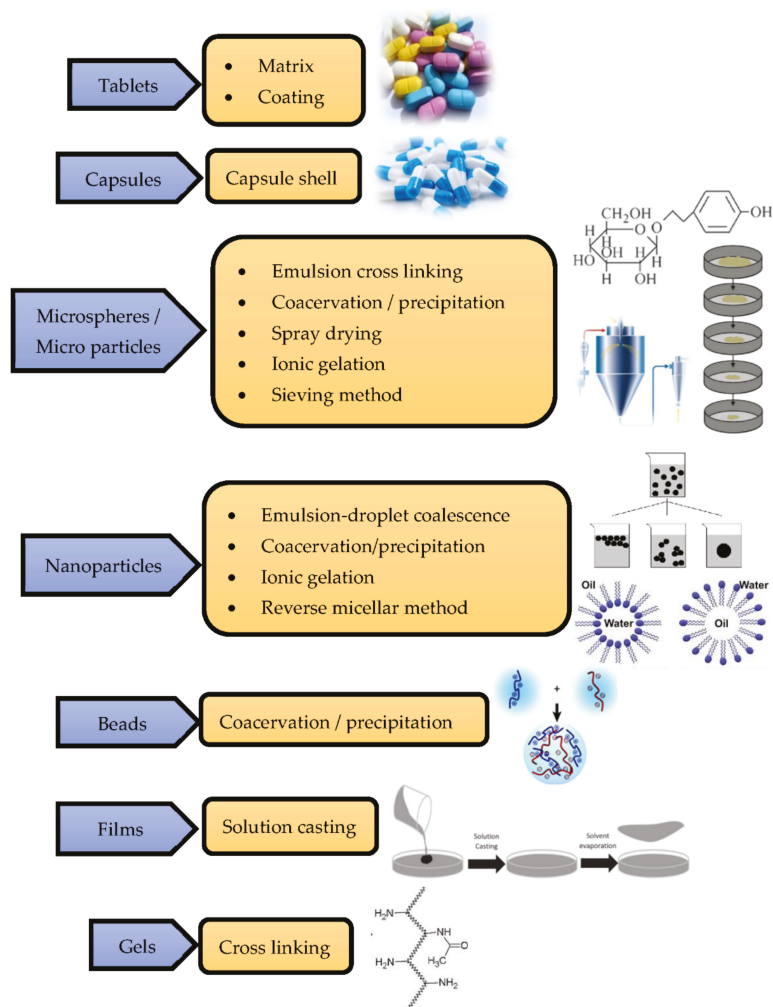 Tablets
• Matrix
• Coating
Capsules
Capsule shell
Microspheres /
Micro particles
• Emulsion cross linking
• Coacervation / precipitation
• Spray drying
• Ionic gelation
• Sieving method
CH₂OH
O
O
OH
H
H
H
OH
H
HO
H
H
OH
Nanoparticles
• Emulsion-droplet coalescence
• Coacervation/precipitation
• Ionic gelation
• Reverse micellar method
Oil
Water
Water
Oil
Beads
Coacervation / precipitation
+
Films
Solution casting
Solution
Casting
Solvent
evaporation
Gels
Cross linking
H₂N
NH
O
H₃C
H₂N
NH₂